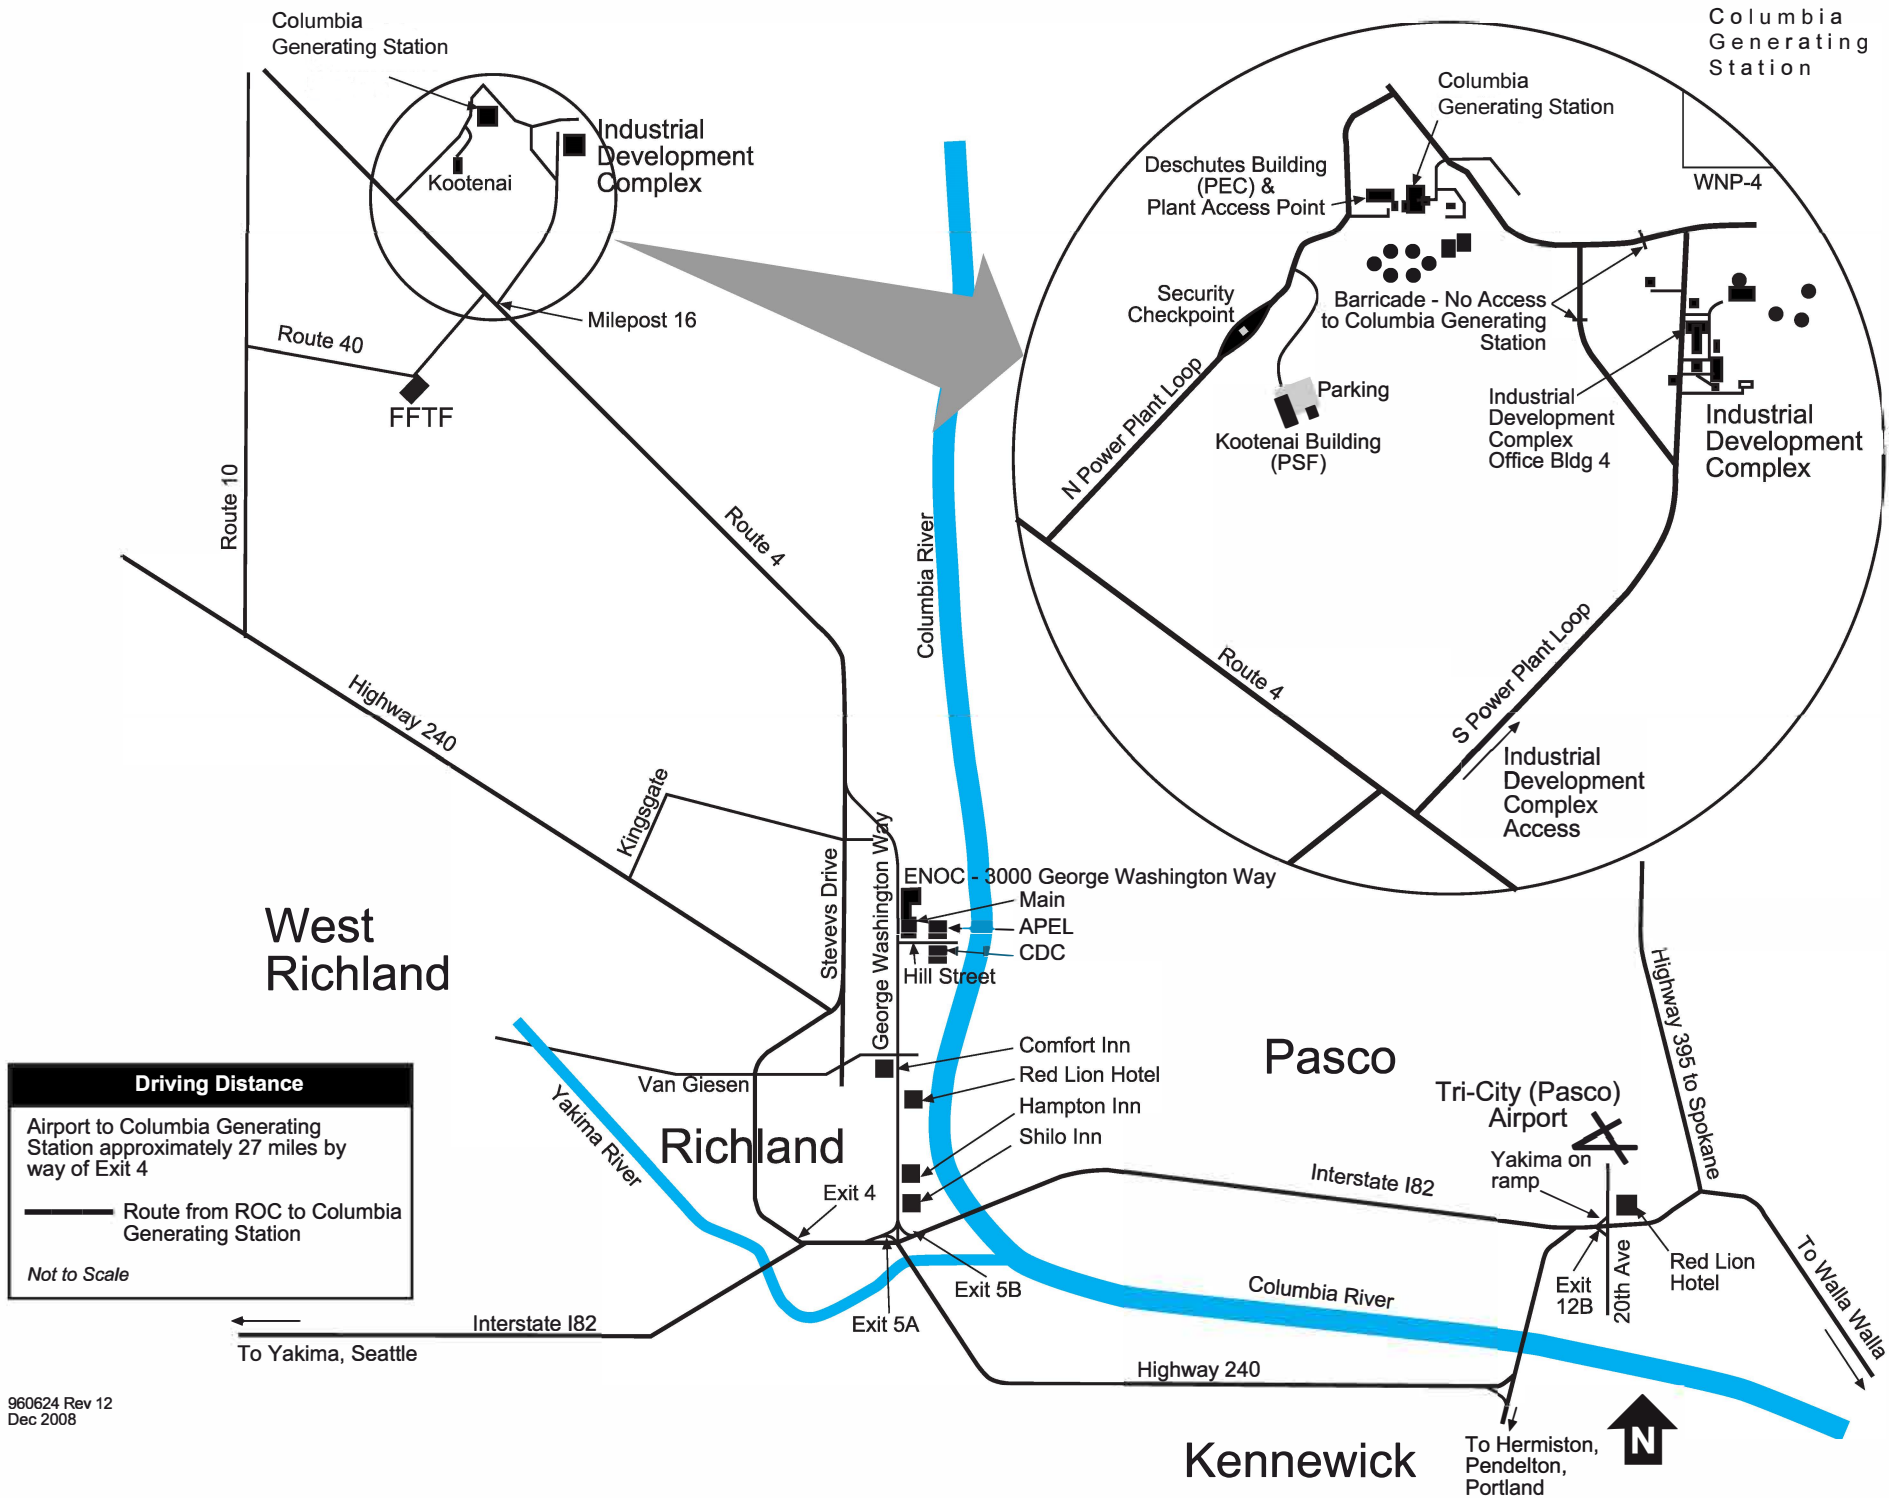 Columbia
Generating Station
Industrial
Development
Complex
Kootenai
Milepost 16
Route 40
FFTF
Route 10
Route 4
Highway 240
Columbia River
Kingsgate
Stevevs Drive
George Washington Way
ENOC - 3000 George Washington Way
Main
APEL
CDC
Hill Street
West
Richland
Columbia
Generating
Station
Columbia
Generating Station
WNP-4
Deschutes Building
(PEC) &
Plant Access Point
Security
Checkpoint
Barricade - No Access
to Columbia Generating
Station
N Power Plant Loop
Parking
Kootenai Building
(PSF)
Industrial
Development
Complex
Office Bldg 4
Industrial
Development
Complex
Route 4
S Power Plant Loop
Industrial
Development
Complex
Access
Comfort Inn
Red Lion Hotel
Hampton Inn
Shilo Inn
Van Giesen
Yakima River
Richland
Exit 4
Exit 5A
Exit 5B
Pasco
Tri-City (Pasco)
Airport
Highway 395 to Spokane
Yakima on
ramp
Interstate I82
Exit
12B
20th Ave
Red Lion
Hotel
To Walla Walla
Columbia River
Highway 240
Kennewick
To Hermiston,
Pendelton,
Portland
N
Interstate I82
To Yakima, Seattle
Driving Distance
Airport to Columbia Generating
Station approximately 27 miles by
way of Exit 4
Route from ROC to Columbia
Generating Station
Not to Scale
960624 Rev 12
Dec 2008